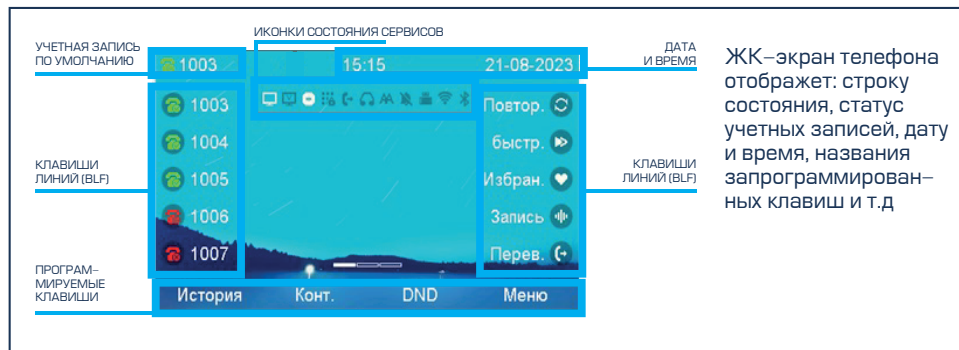 ИКОНКИ СОСТОЯНИЯ СЕРВИСОВ
УЧЕТНАЯ ЗАПИСЬ
ПО УМОЛЧАНИЮ
1003
15:15
21-08-2023
ДАТА
И ВРЕМЯ
1003
1004
1005
1006
1007
КЛАВИШИ
ЛИНИЙ (BLF)
Повтор.
быстр.
Избран.
Запись
Перев.
КЛАВИШИ
ЛИНИЙ (BLF)
ПРОГРАМ–
МИРУЕМЫЕ
КЛАВИШИ
История
Конт.
DND
Меню
ЖК–экран телефона
отображет: строку
состояния, статус
учетных записей, дату
и время, названия
запрограммирован–
ных клавиш и т.д